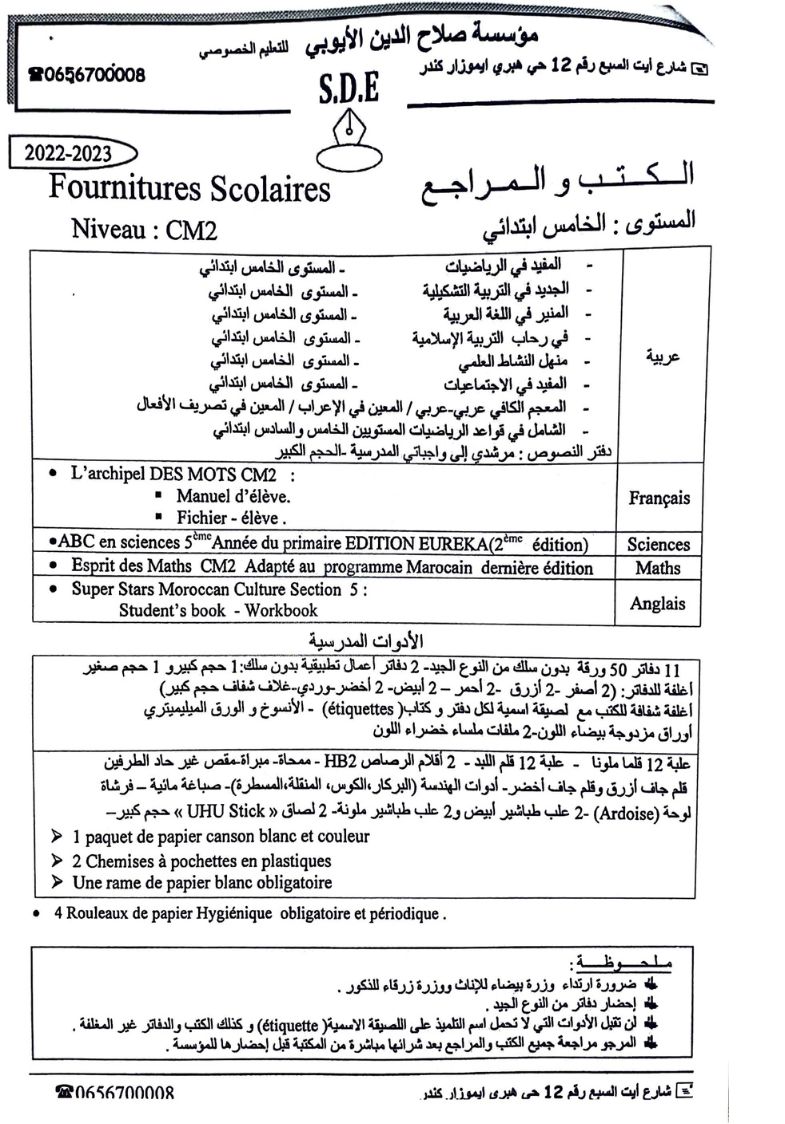 مؤسسة صلاح الدين الأيوبي للتعليم الخصوصي
شارع أيت السبع رقم 12 حي هبري ايموزار كندر
☎0656700008
S.D.E
2022-2023
Fournitures Scolaires
الـكـتـب و الـمـراجـع
Niveau : CM2
المستوى : الخامس ابتدائي
عربية
- المفيد في الرياضيات - المستوى الخامس ابتدائي
- الجديد في التربية التشكيلية - المستوى الخامس ابتدائي
- المنير في اللغة العربية - المستوى الخامس ابتدائي
- في رحاب التربية الإسلامية - المستوى الخامس ابتدائي
- منهل النشاط العلمي - المستوى الخامس ابتدائي
- المفيد في الاجتماعيات - المستوى الخامس ابتدائي
- المعجم الكافي عربي-عربي / المعين في الإعراب / المعين في تصريف الأفعال
- الشامل في قواعد الرياضيات المستويين الخامس والسادس ابتدائي
دفتر النصوص : مرشدي إلى واجباتي المدرسية -الحجم الكبير
• L'archipel DES MOTS CM2 :
▪ Manuel d'élève.
▪ Fichier - élève .
Français
•ABC en sciences 5ème Année du primaire EDITION EUREKA(2ème édition)
Sciences
• Esprit des Maths CM2 Adapté au programme Marocain dernière édition
Maths
• Super Stars Moroccan Culture Section 5 :
Student's book - Workbook
Anglais
الأدوات المدرسية
11 دفاتر 50 ورقة بدون سلك من النوع الجيد- 2 دفاتر أعمال تطبيقية بدون سلك:1 حجم كبيرو 1 حجم صغير
أغلفة للدفاتر: (2 أصفر -2 أزرق -2 أحمر – 2 أبيض- 2 أخضر-وردي-غلاف شفاف حجم كبير)
أغلفة شفافة للكتب مع لصيقة اسمية لكل دفتر و كتاب( étiquettes) - الأنسوخ و الورق الميليميتري
أوراق مزدوجة بيضاء اللون-2 ملفات ملساء خضراء اللون
علبة 12 قلما ملونا - علبة 12 قلم اللبد - 2 أقلام الرصاص HB2 - ممحاة- مبراة-مقص غير حاد الطرفين
قلم جاف أزرق وقلم جاف أخضر- أدوات الهندسة (البركار،الكوس، المنقلة،المسطرة)- صباغة مائية – فرشاة
لوحة (Ardoise) -2 علب طباشير أبيض و2 علب طباشير ملونة- 2 لصاق « UHU Stick » حجم كبير–
➢ 1 paquet de papier canson blanc et couleur
➢ 2 Chemises à pochettes en plastiques
➢ Une rame de papier blanc obligatoire
• 4 Rouleaux de papier Hygiénique obligatoire et périodique .
مـلـحـوظـة :
ضرورة ارتداء وزرة بيضاء للإناث ووزرة زرقاء للذكور .
إحضار دفاتر من النوع الجيد .
لن تقبل الأدوات التي لا تحمل اسم التلميذ على اللصيقة الاسمية( étiquette) و كذلك الكتب والدفاتر غير المغلفة .
المرجو مراجعة جميع الكتب والمراجع بعد شرائها مباشرة من المكتبة قبل إحضارها للمؤسسة .
شارع أيت السبع رقم 12 حي هبري ايموزار كندر
☎0656700008